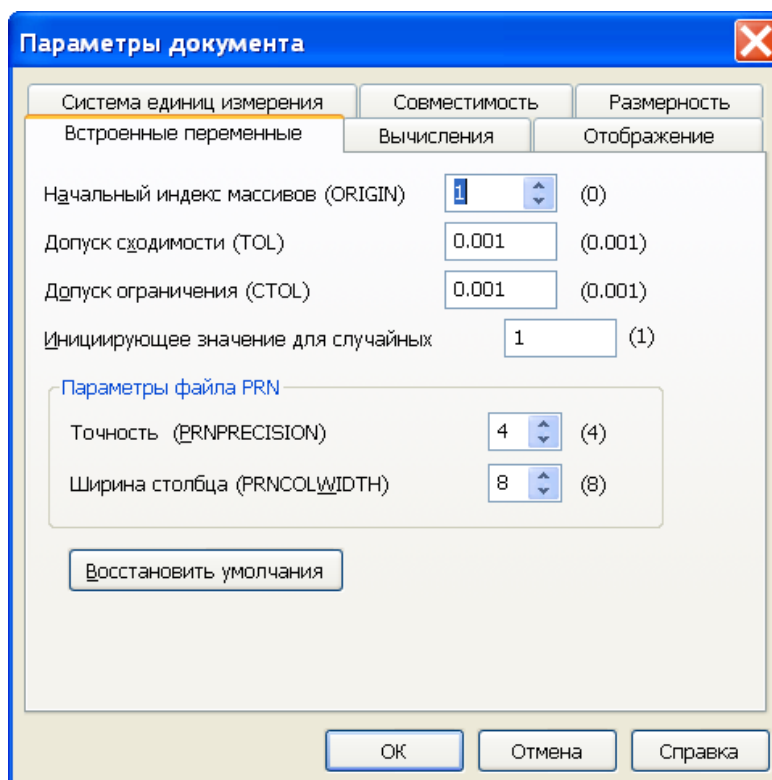 Параметры документа
Система единиц измерения Совместимость Размерность
Встроенные переменные Вычисления Отображение
Начальный индекс массивов (ORIGIN) 1 (0)
Допуск сходимости (TOL) 0.001 (0.001)
Допуск ограничения (CTOL) 0.001 (0.001)
Инициирующее значение для случайных 1 (1)
Параметры файла PRN
Точность (PRNPRECISION) 4 (4)
Ширина столбца (PRNCOLWIDTH) 8 (8)
Восстановить умолчания
ОК Отмена Справка